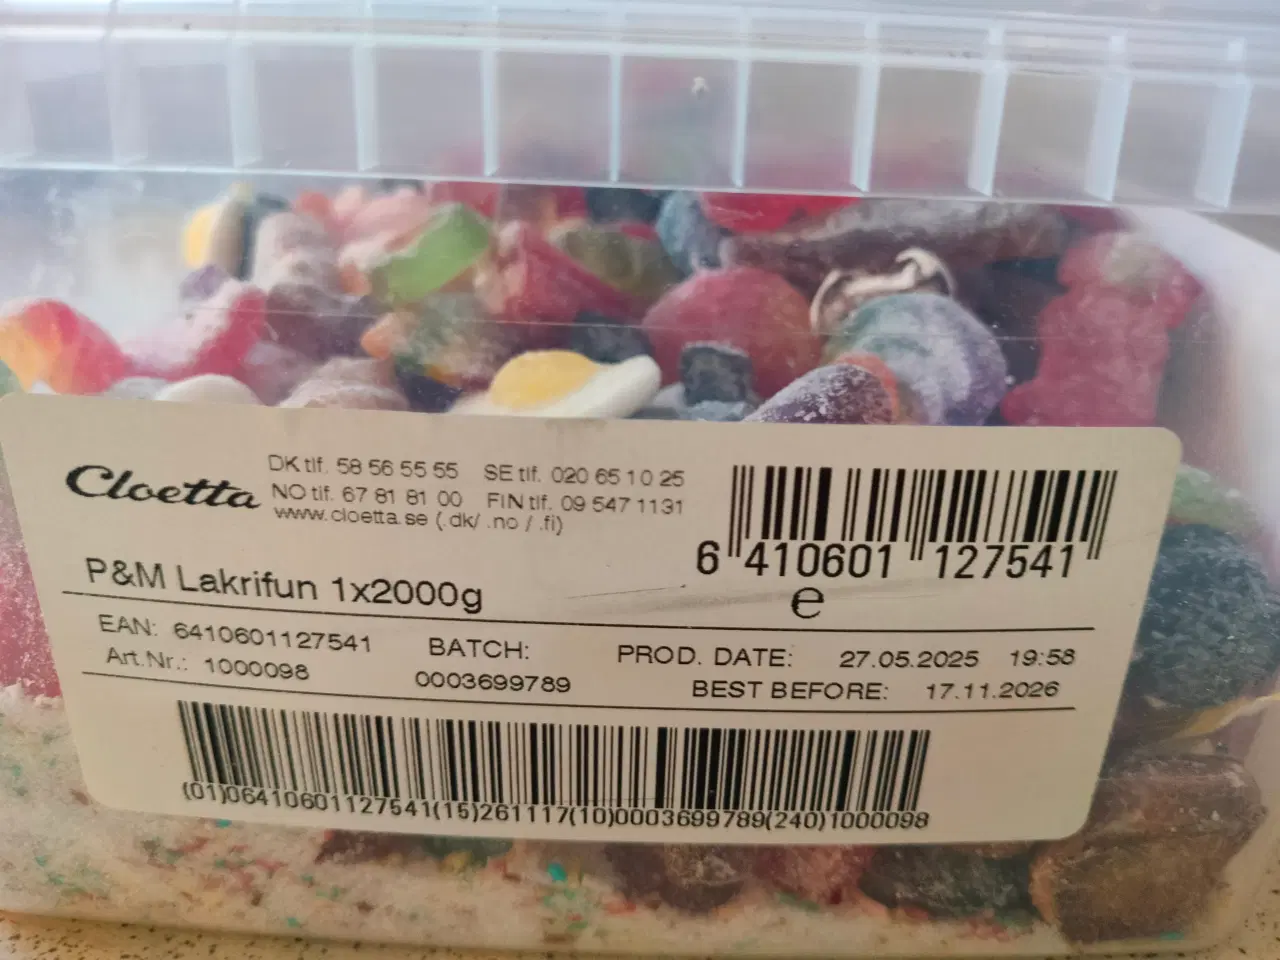 Cloetta
DK tlf. 58 56 55 55 SE tlf. 020 65 10 25
NO tlf. 67 81 81 00 FIN tlf. 09 547 1131
www.cloetta.se (.dk/ .no / .fi)
6 410601 127541
e
P&M Lakrifun 1x2000g
EAN: 6410601127541 BATCH: PROD. DATE: 27.05.2025 19:58
Art.Nr.: 1000098 0003699789 BEST BEFORE: 17.11.2026
(01)06410601127541(15)261117(10)0003699789(240)1000098